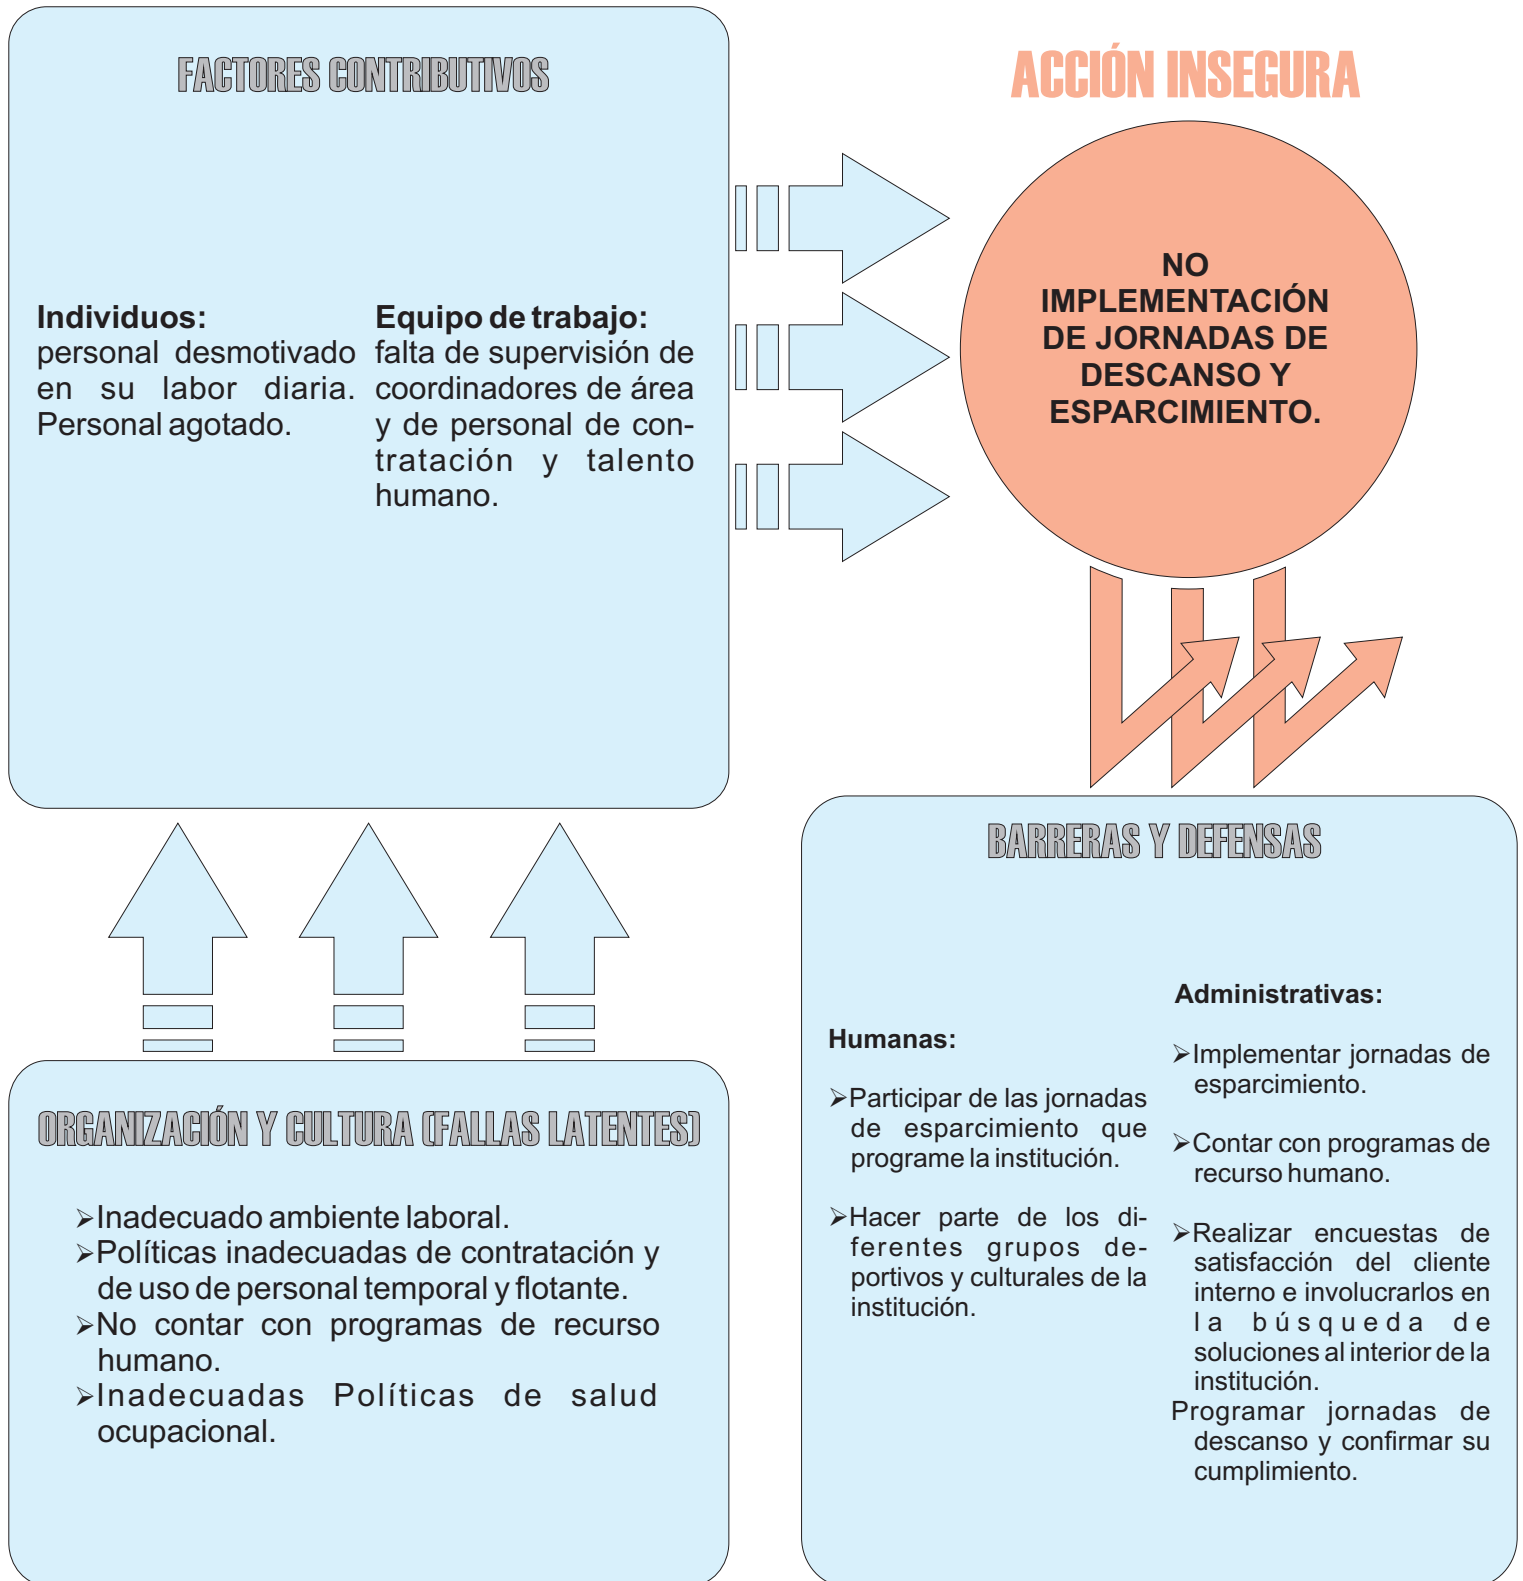 FACTORES CONTRIBUTIVOS
Individuos:
personal desmotivado
en su labor diaria.
Personal agotado.
Equipo de trabajo:
falta de supervisión de
coordinadores de área
y de personal de con-
tratación y talento
humano.
ACCIÓN INSEGURA
NO
IMPLEMENTACIÓN
DE JORNADAS DE
DESCANSO Y
ESPARCIMIENTO.
ORGANIZACIÓN Y CULTURA (FALLAS LATENTES)
➢Inadecuado ambiente laboral.
➢Políticas inadecuadas de contratación y
de uso de personal temporal y flotante.
➢No contar con programas de recurso
humano.
➢Inadecuadas Políticas de salud
ocupacional.
BARRERAS Y DEFENSAS
Humanas:
➢Participar de las jornadas
de esparcimiento que
programe la institución.
➢Hacer parte de los di-
ferentes grupos de-
portivos y culturales de la
institución.
Administrativas:
➢Implementar jornadas de
esparcimiento.
➢Contar con programas de
recurso humano.
➢Realizar encuestas de
satisfacción del cliente
interno e involucrarlos en
la búsqueda de
soluciones al interior de la
institución.
Programar jornadas de
descanso y confirmar su
cumplimiento.